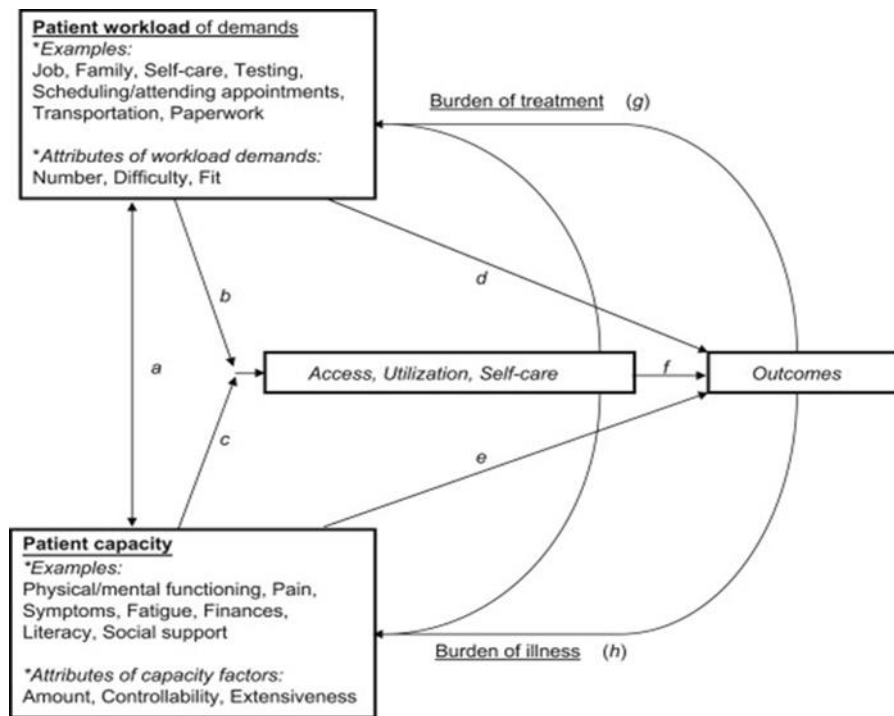 Patient workload of demands
*Examples:
Job, Family, Self-care, Testing,
Scheduling/attending appointments,
Transportation, Paperwork
*Attributes of workload demands:
Number, Difficulty, Fit
Burden of treatment (g)
b
d
a
Access, Utilization, Self-care
f
Outcomes
c
e
Patient capacity
*Examples:
Physical/mental functioning, Pain,
Symptoms, Fatigue, Finances,
Literacy, Social support
*Attributes of capacity factors:
Amount, Controllability, Extensiveness
Burden of illness (h)